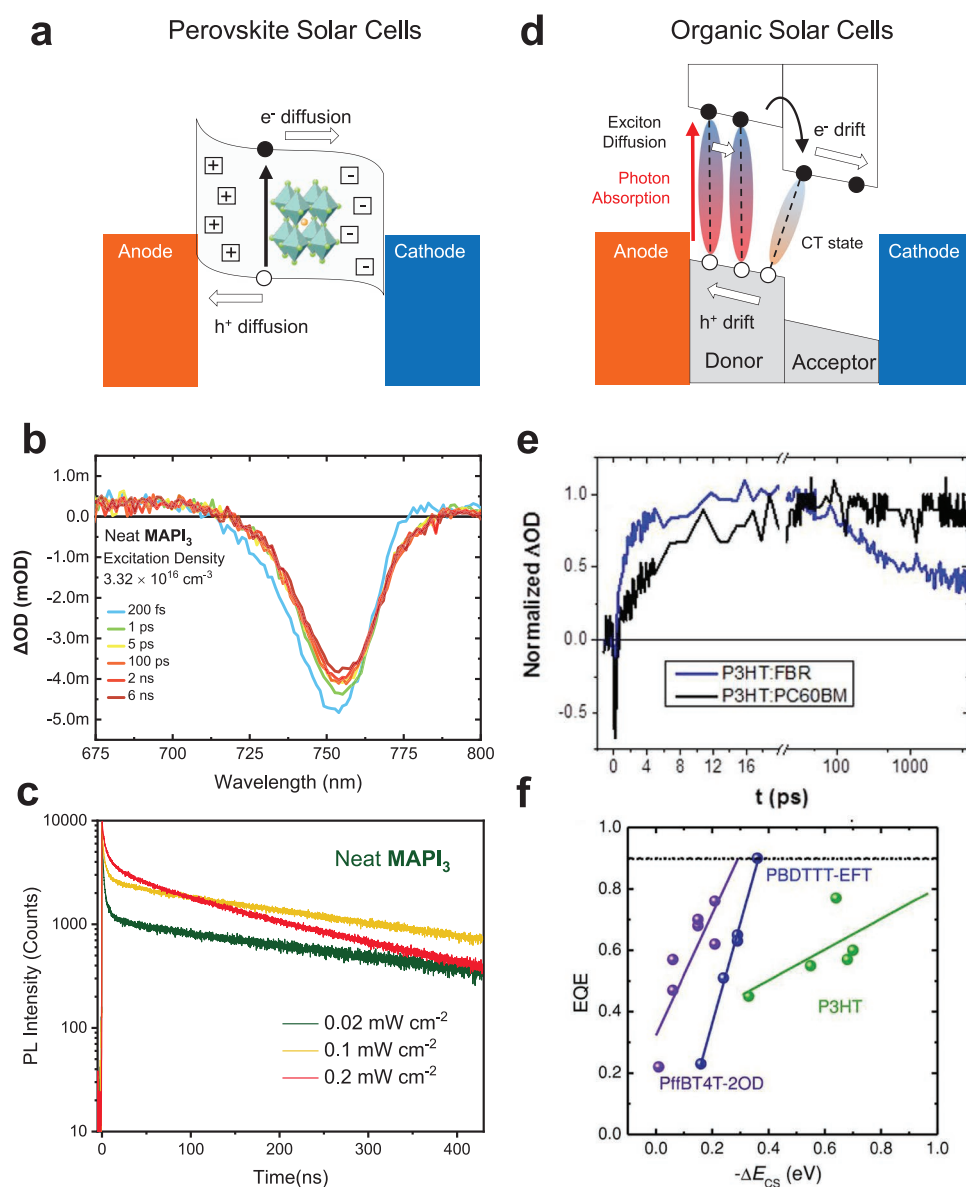 a
Perovskite Solar Cells
e⁻ diffusion
+
+
+
+
-
-
-
-
Anode
Cathode
h⁺ diffusion
d
Organic Solar Cells
Exciton
Diffusion
Photon
Absorption
e⁻ drift
CT state
Anode
Cathode
h⁺ drift
Donor
Acceptor
b
1.0m
0.0
-1.0m
-2.0m
-3.0m
-4.0m
-5.0m
ΔOD (mOD)
Neat MAPI₃
Excitation Density
3.32 × 10¹⁶ cm⁻³
200 fs
1 ps
5 ps
100 ps
2 ns
6 ns
675 700 725 750 775 800
Wavelength (nm)
e
1.0
0.5
0.0
-0.5
Normalized ΔOD
P3HT:FBR
P3HT:PC60BM
0 4 8 12 16 100 1000
t (ps)
c
10000
1000
100
10
PL Intensity (Counts)
Neat MAPI₃
0.02 mW cm⁻²
0.1 mW cm⁻²
0.2 mW cm⁻²
0 100 200 300 400
Time(ns)
f
1.0
0.8
0.6
0.4
0.2
0.0
EQE
PBDTTT-EFT
P3HT
PffBT4T-2OD
0.0 0.2 0.4 0.6 0.8 1.0
-ΔE_CS (eV)